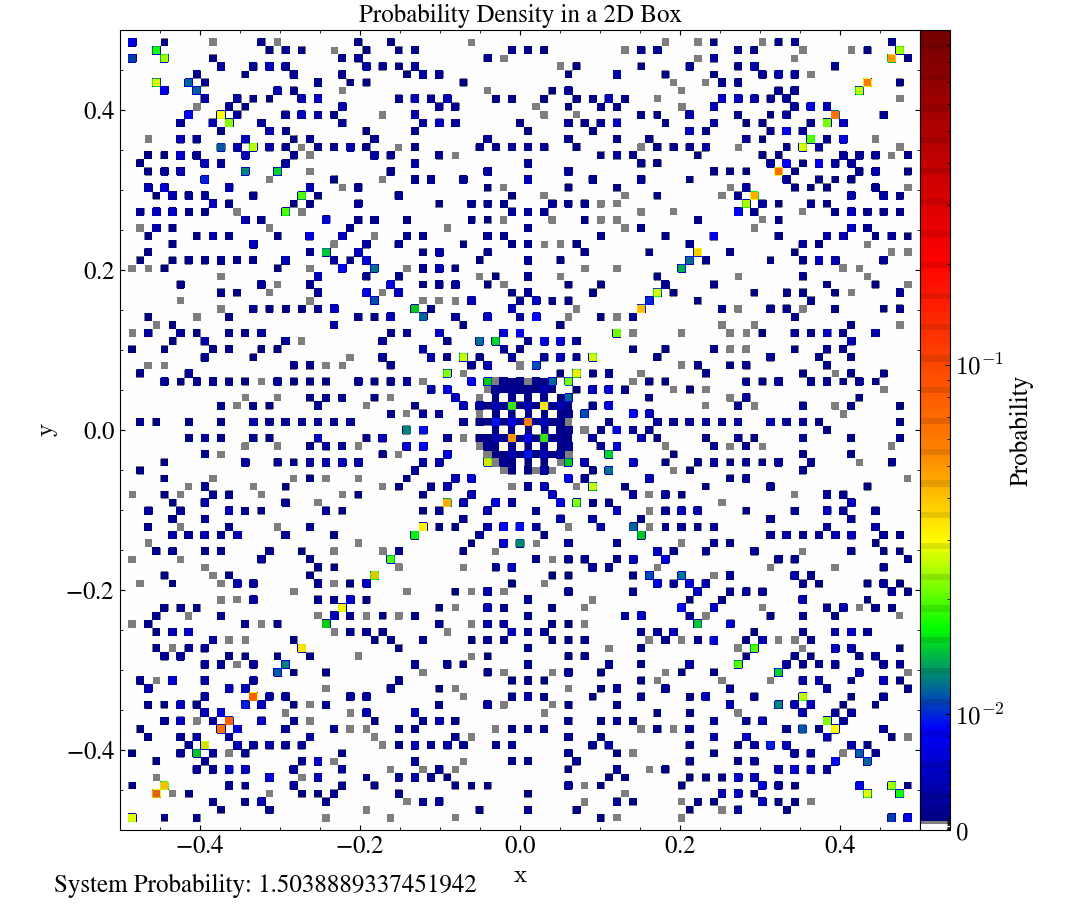 Probability Density in a 2D Box
0.4
0.2
0.0
−0.2
−0.4
y
−0.4 −0.2 0.0 0.2 0.4
x
10⁻¹
10⁻²
0
Probability
System Probability: 1.5038889337451942